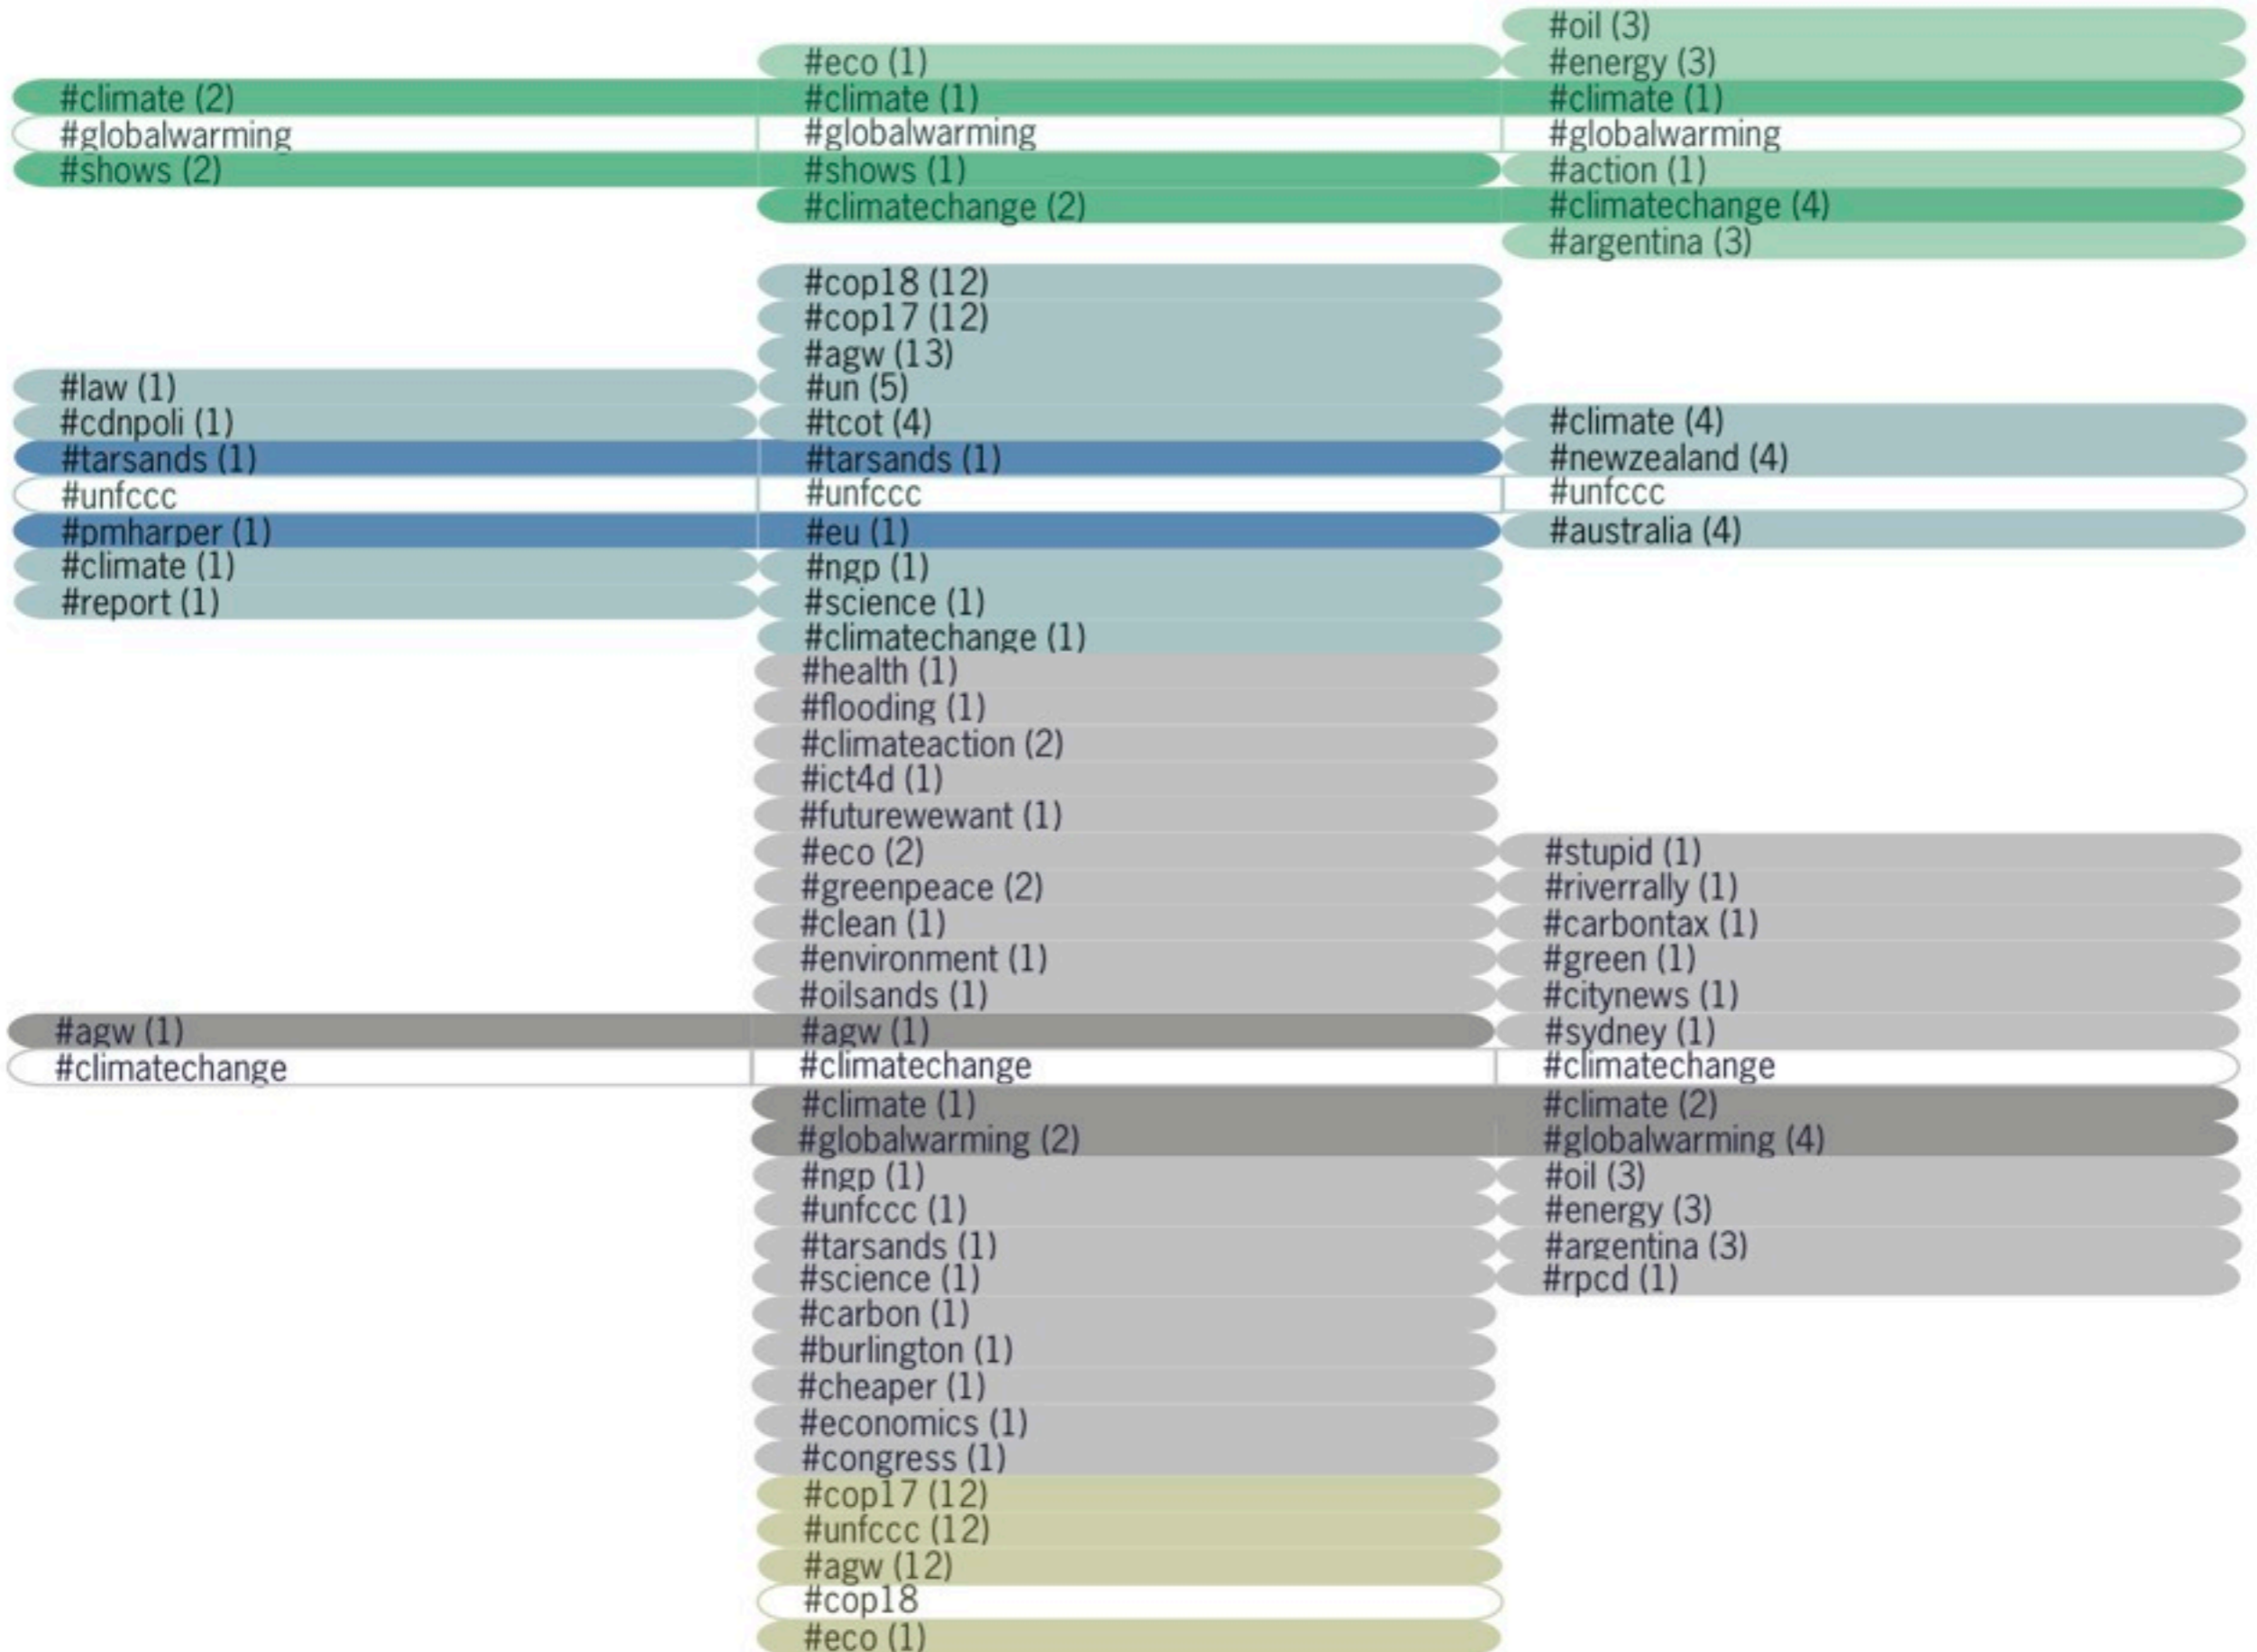 #oil (3)
#eco (1) #energy (3)
#climate (2) #climate (1) #climate (1)
#globalwarming #globalwarming #globalwarming
#shows (2) #shows (1) #action (1)
#climatechange (2) #climatechange (4)
#argentina (3)
#cop18 (12)
#cop17 (12)
#agw (13)
#law (1) #un (5)
#cdnpoli (1) #tcot (4) #climate (4)
#tarsands (1) #tarsands (1) #newzealand (4)
#unfccc #unfccc #unfccc
#pmharper (1) #eu (1) #australia (4)
#climate (1) #ngp (1)
#report (1) #science (1)
#climatechange (1)
#health (1)
#flooding (1)
#climateaction (2)
#ict4d (1)
#futurewewant (1)
#eco (2) #stupid (1)
#greenpeace (2) #riverrally (1)
#clean (1) #carbontax (1)
#environment (1) #green (1)
#oilsands (1) #citynews (1)
#agw (1) #agw (1) #sydney (1)
#climatechange #climatechange #climatechange
#climate (1) #climate (2)
#globalwarming (2) #globalwarming (4)
#ngp (1) #oil (3)
#unfccc (1) #energy (3)
#tarsands (1) #argentina (3)
#science (1) #rpcd (1)
#carbon (1)
#burlington (1)
#cheaper (1)
#economics (1)
#congress (1)
#cop17 (12)
#unfccc (12)
#agw (12)
#cop18
#eco (1)